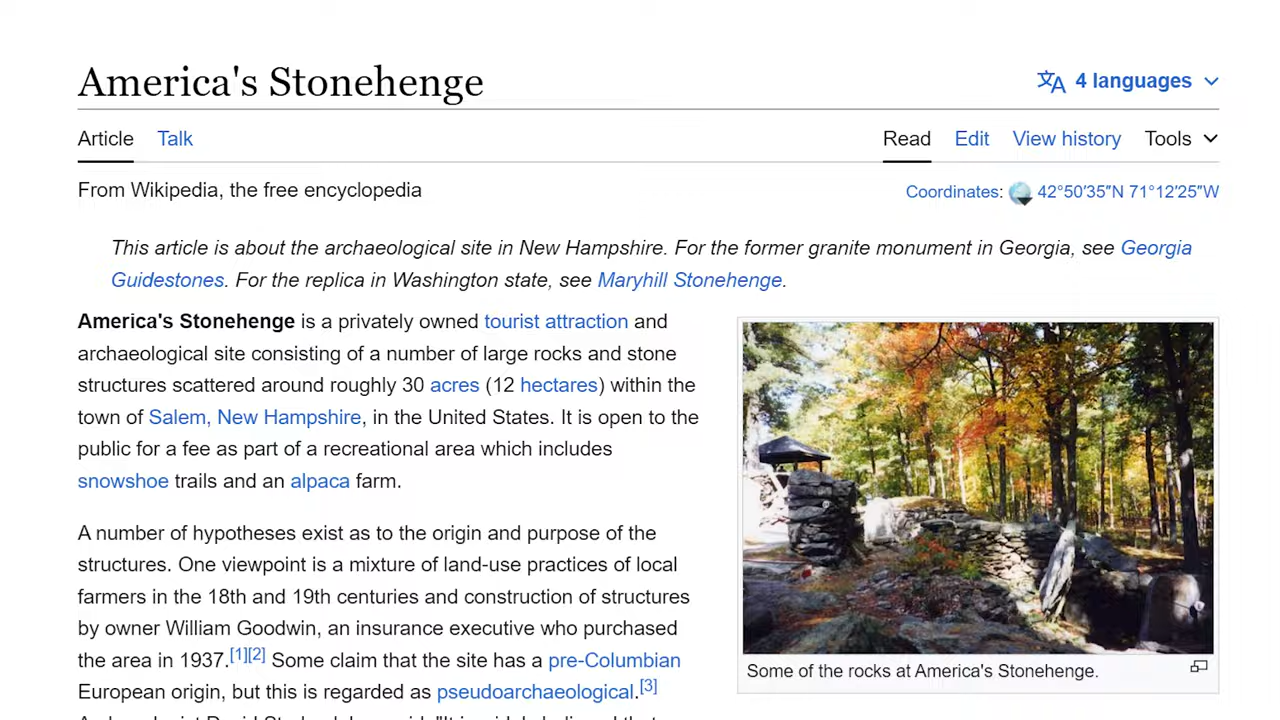 America's Stonehenge
4 languages
Article Talk Read Edit View history Tools
From Wikipedia, the free encyclopedia
Coordinates: 42°50′35″N 71°12′25″W
This article is about the archaeological site in New Hampshire. For the former granite monument in Georgia, see Georgia
Guidestones. For the replica in Washington state, see Maryhill Stonehenge.
America's Stonehenge is a privately owned tourist attraction and
archaeological site consisting of a number of large rocks and stone
structures scattered around roughly 30 acres (12 hectares) within the
town of Salem, New Hampshire, in the United States. It is open to the
public for a fee as part of a recreational area which includes
snowshoe trails and an alpaca farm.
A number of hypotheses exist as to the origin and purpose of the
structures. One viewpoint is a mixture of land-use practices of local
farmers in the 18th and 19th centuries and construction of structures
by owner William Goodwin, an insurance executive who purchased
the area in 1937.[1][2] Some claim that the site has a pre-Columbian
European origin, but this is regarded as pseudoarchaeological.[3]
Some of the rocks at America's Stonehenge.